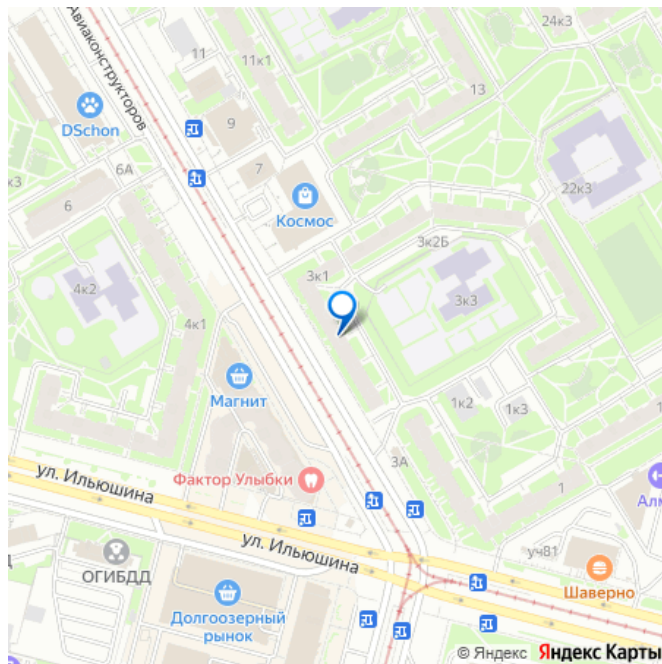 24к3
Авиаконструкторов
11
11к1
13
DSchon
9
6А
7
к3
6
22к3
Космос
3к2Б
3к1
4к2
3к3
4к1
Магнит
1к2
1к3
3А
ул. Ильюшина
Фактор Улыбки
1
Алм
ул. Ильюшина
уч81
ОГИБДД
Шаверно
Долгоозерный
рынок
© Яндекс Яндекс Карты